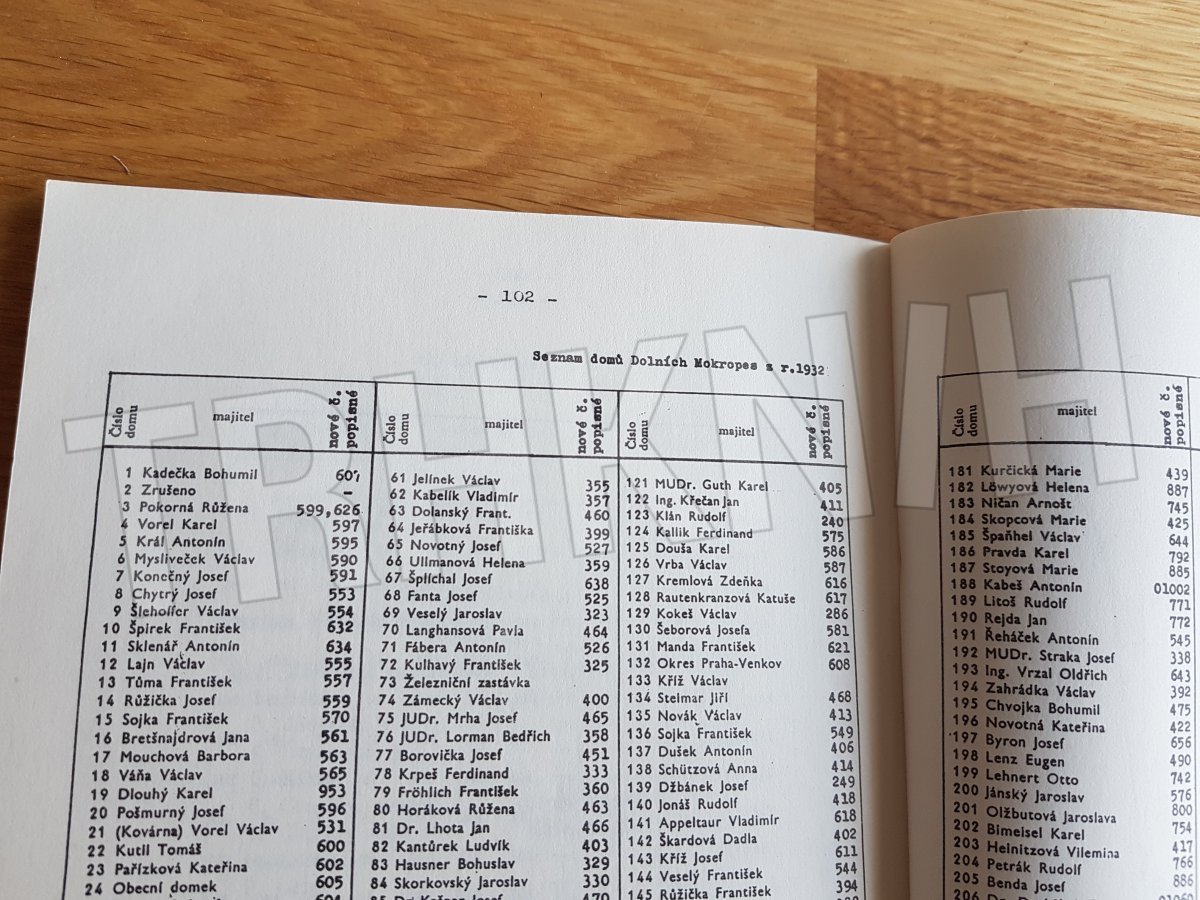 - 102 -
Seznam domů Dolních Mokropes z r.1932
Číslo domu majitel nové č. popisné
1 Kadečka Bohumil 607
2 Zrušeno -
3 Pokorná Růžena 599,626
4 Vorel Karel 597
5 Král Antonín 595
6 Mysliveček Václav 590
7 Konečný Josef 591
8 Chytrý Josef 553
9 Šlehoffer Václav 554
10 Špirek František 632
11 Sklenář Antonín 634
12 Lajn Václav 555
13 Tůma František 557
14 Růžička Josef 559
15 Sojka František 570
16 Bretšnajdrová Jana 561
17 Mouchová Barbora 563
18 Váňa Václav 565
19 Dlouhý Karel 953
20 Pošmurný Josef 596
21 (Kovárna) Vorel Václav 531
22 Kutil Tomáš 600
23 Pařízková Kateřina 602
24 Obecní domek 605
Číslo domu majitel nové č. popisné
61 Jelínek Václav 355
62 Kabelík Vladimír 357
63 Dolanský Frant. 460
64 Jeřábková Františka 399
65 Novotný Josef 527
66 Ullmanová Helena 359
67 Šplíchal Josef 638
68 Fanta Josef 525
69 Veselý Jaroslav 323
70 Langhansová Pavla 464
71 Fábera Antonín 526
72 Kulhavý František 325
73 Železniční zastávka
74 Zámecký Václav 400
75 JUDr. Mrha Josef 465
76 JUDr. Lorman Bedřich 358
77 Borovička Josef 451
78 Krpeš Ferdinand 333
79 Fröhlich František 360
80 Horáková Růžena 463
81 Dr. Lhota Jan 466
82 Kantůrek Ludvík 403
83 Hausner Bohuslav 329
84 Skorkovský Jaroslav 330
Číslo domu majitel nové č. popisné
121 MUDr. Guth Karel 405
122 Ing. Křečan Jan 411
123 Klán Rudolf 240
124 Kallik Ferdinand 575
125 Douša Karel 586
126 Vrba Václav 587
127 Kremlová Zdeňka 616
128 Rautenkranzová Katuše 617
129 Kokeš Václav 286
130 Šeborová Josefa 581
131 Manda František 621
132 Okres Praha-Venkov 608
133 Kříž Václav
134 Stelmar Jiří 468
135 Novák Václav 413
136 Sojka František 549
137 Dušek Antonín 406
138 Schützová Anna 414
139 Džbánek Josef 249
140 Jonáš Rudolf 418
141 Appeltaur Vladimír 618
142 Škardová Dadla 402
143 Kříž Josef 611
144 Veselý František 544
145 Růžička František 394
Číslo domu majitel nové č. popisné
181 Kurčická Marie 439
182 Löwyová Helena 887
183 Ničan Arnošt 745
184 Skopcová Marie 425
185 Špaňhel Václav 644
186 Pravda Karel 792
187 Stoyová Marie 885
188 Kabeš Antonín 01002
189 Litoš Rudolf 771
190 Rejda Jan 772
191 Řeháček Antonín 545
192 MUDr. Straka Josef 338
193 Ing. Vrzal Oldřich 643
194 Zahrádka Václav 392
195 Chvojka Bohumil 475
196 Novotná Kateřina 422
197 Byron Josef 656
198 Lenz Eugen 490
199 Lehnert Otto 742
200 Jánský Jaroslav 576
201 Olžbutová Jaroslava 800
202 Bimeisel Karel 754
203 Helnitzová Vilemina 417
204 Petrák Rudolf 766
205 Benda Josef 886
TRHKNIH